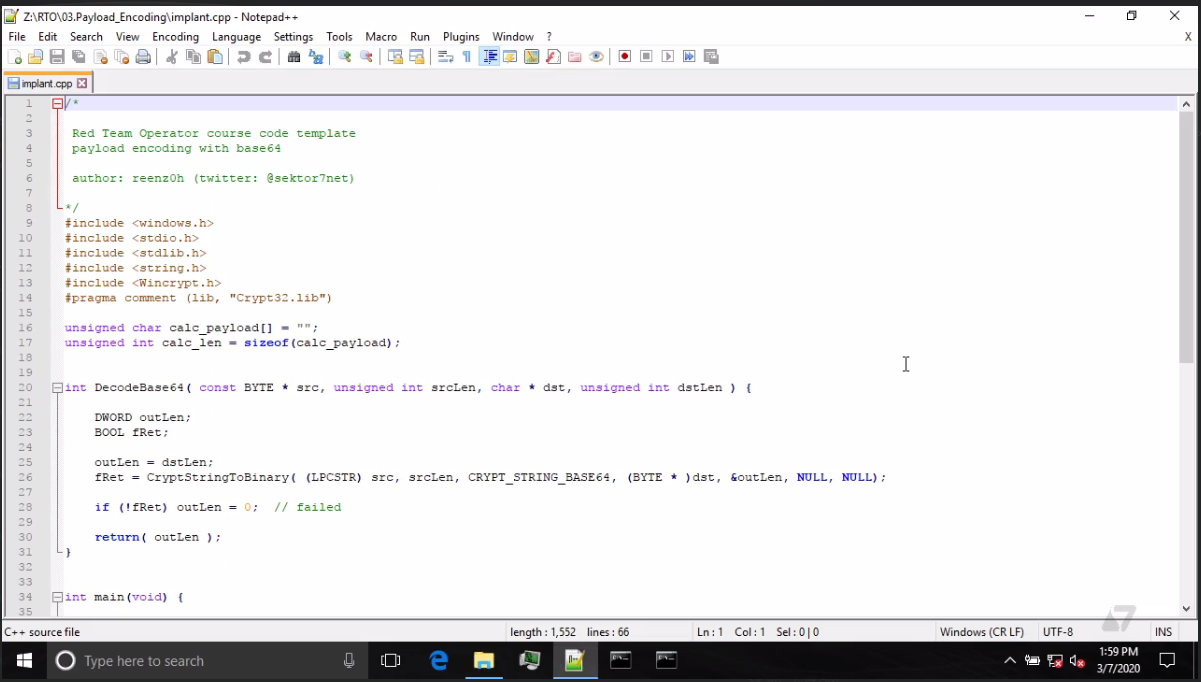 Z:\RTO\03.Payload_Encoding\implant.cpp - Notepad++
File Edit Search View Encoding Language Settings Tools Macro Run Plugins Window ? X
implant.cpp
1 /*
2
3 Red Team Operator course code template
4 payload encoding with base64
5
6 author: reenz0h (twitter: @sektor7net)
7
8 */
9 #include <windows.h>
10 #include <stdio.h>
11 #include <stdlib.h>
12 #include <string.h>
13 #include <Wincrypt.h>
14 #pragma comment (lib, "Crypt32.lib")
15
16 unsigned char calc_payload[] = "";
17 unsigned int calc_len = sizeof(calc_payload);
18
19
20 int DecodeBase64( const BYTE * src, unsigned int srcLen, char * dst, unsigned int dstLen ) {
21
22 DWORD outLen;
23 BOOL fRet;
24
25 outLen = dstLen;
26 fRet = CryptStringToBinary( (LPCSTR) src, srcLen, CRYPT_STRING_BASE64, (BYTE * )dst, &outLen, NULL, NULL);
27
28 if (!fRet) outLen = 0; // failed
29
30 return( outLen );
31 }
32
33
34 int main(void) {
35
C++ source file length : 1,552 lines : 66 Ln : 1 Col : 1 Sel : 0 | 0 Windows (CR LF) UTF-8 INS
Type here to search
1:59 PM
3/7/2020